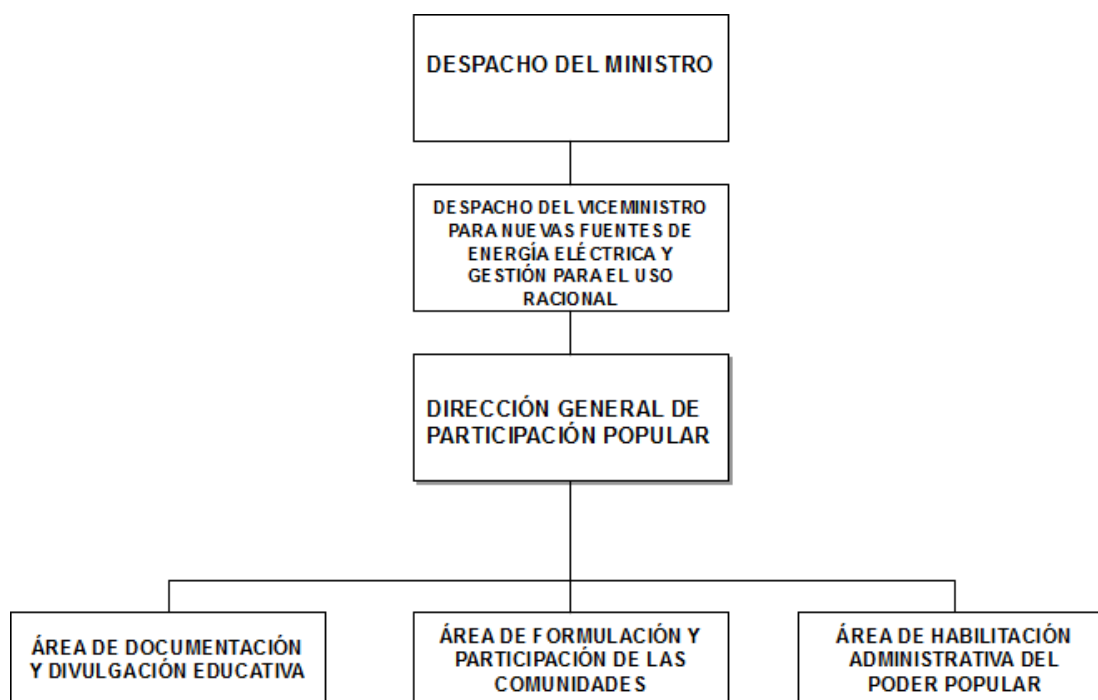 DESPACHO DEL MINISTRO
DESPACHO DEL VICEMINISTRO
PARA NUEVAS FUENTES DE
ENERGÍA ELÉCTRICA Y
GESTIÓN PARA EL USO
RACIONAL
DIRECCIÓN GENERAL DE
PARTICIPACIÓN POPULAR
ÁREA DE DOCUMENTACIÓN
Y DIVULGACIÓN EDUCATIVA
ÁREA DE FORMULACIÓN Y
PARTICIPACIÓN DE LAS
COMUNIDADES
ÁREA DE HABILITACIÓN
ADMINISTRATIVA DEL
PODER POPULAR